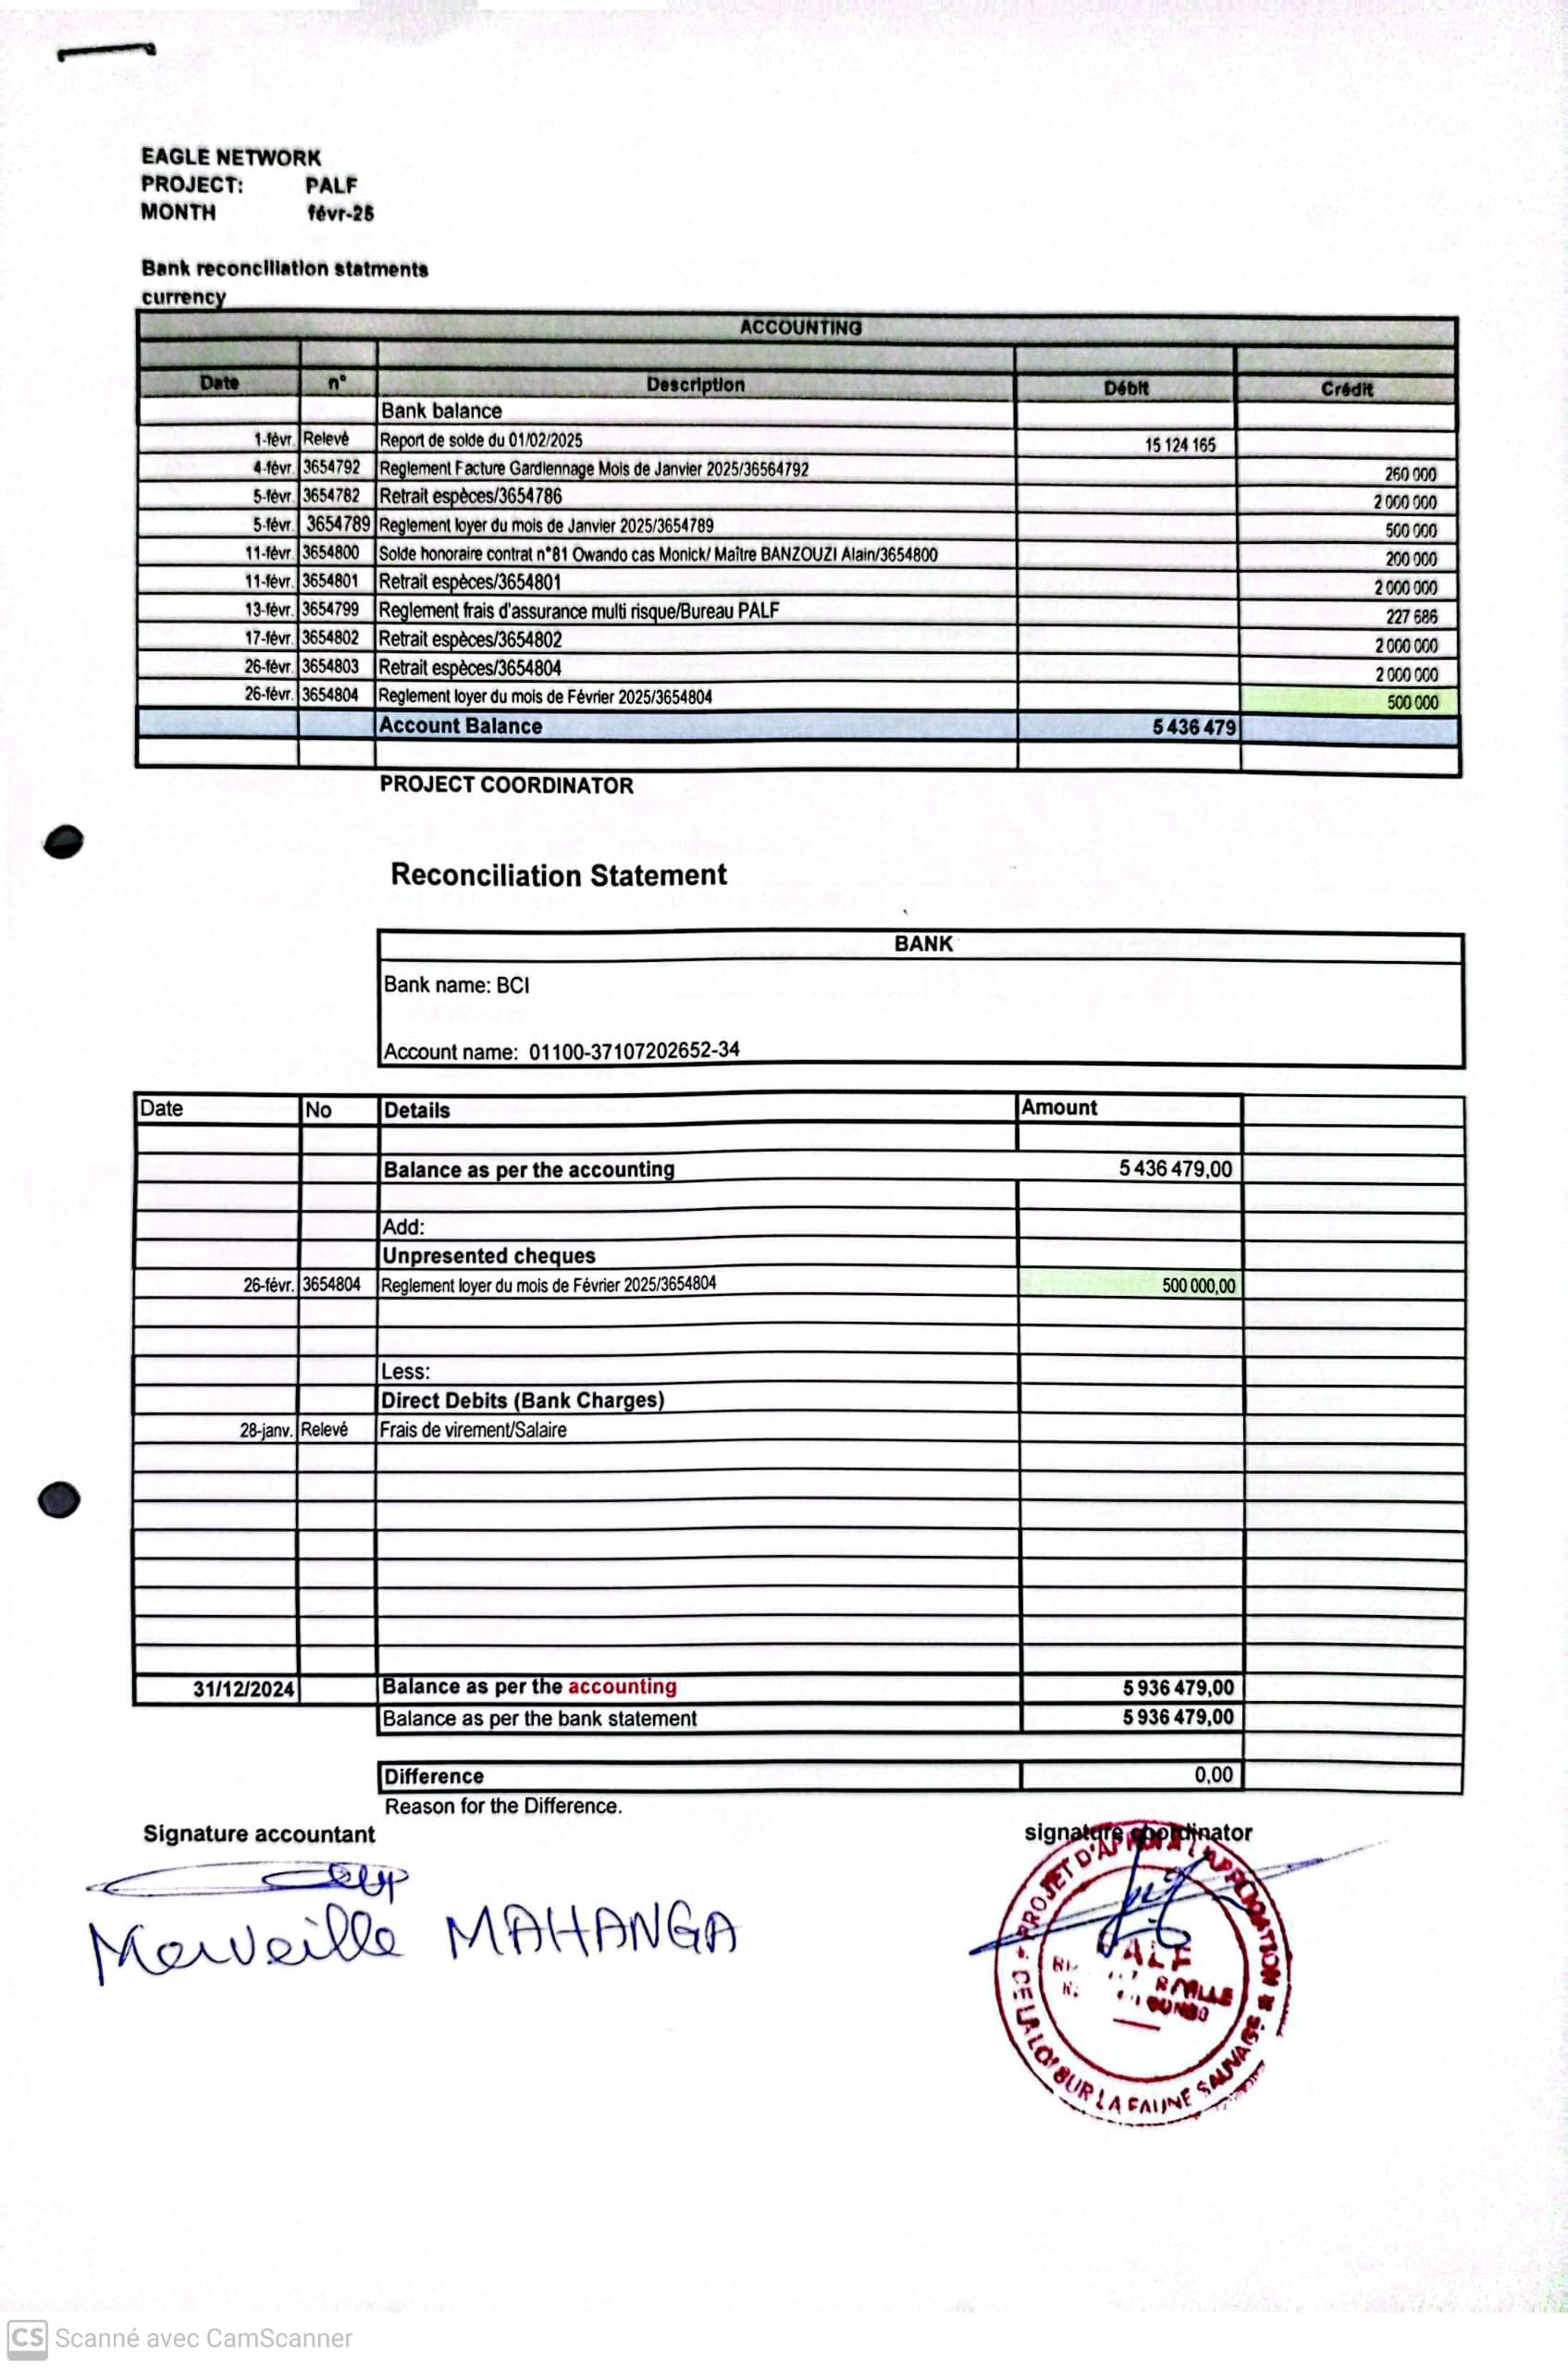 EAGLE NETWORK
PROJECT: PALF
MONTH févr-25
Bank reconciliation statments
currency
ACCOUNTING
Date n° Description Débit Crédit
Bank balance
1-févr. Relevé Report de solde du 01/02/2025 15 124 165
4-févr. 3654792 Reglement Facture Gardiennage Mois de Janvier 2025/36564792 260 000
5-févr. 3654782 Retrait espèces/3654786 2 000 000
5-févr. 3654789 Reglement loyer du mois de Janvier 2025/3654789 500 000
11-févr. 3654800 Solde honoraire contrat n°81 Owando cas Monick/ Maître BANZOUZI Alain/3654800 200 000
11-févr. 3654801 Retrait espèces/3654801 2 000 000
13-févr. 3654799 Reglement frais d'assurance multi risque/Bureau PALF 227 686
17-févr. 3654802 Retrait espèces/3654802 2 000 000
26-févr. 3654803 Retrait espèces/3654804 2 000 000
26-févr. 3654804 Reglement loyer du mois de Février 2025/3654804 500 000
Account Balance 5 436 479
PROJECT COORDINATOR
Reconciliation Statement
BANK
Bank name: BCI
Account name: 01100-37107202652-34
Date No Details Amount
Balance as per the accounting 5 436 479,00
Add:
Unpresented cheques
26-févr. 3654804 Reglement loyer du mois de Février 2025/3654804 500 000,00
Less:
Direct Debits (Bank Charges)
28-janv. Relevé Frais de virement/Salaire
31/12/2024 Balance as per the accounting 5 936 479,00
Balance as per the bank statement 5 936 479,00
Difference 0,00
Reason for the Difference.
Signature accountant signature coordinator
Merveille MAHANGA
PROJET D'APPUI A L'APPLICATION
DE LA LOI SUR LA FAUNE SAUVAGE
PALF
CS Scanné avec CamScanner